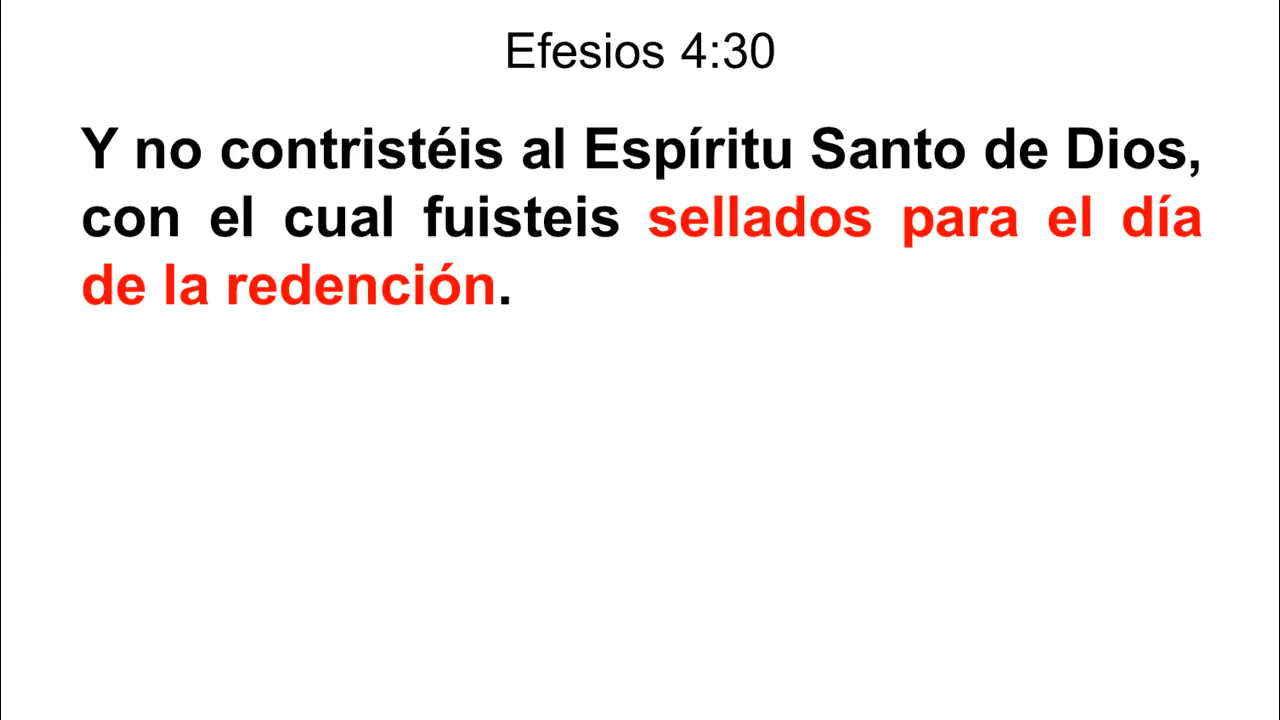 Efesios 4:30
Y no contristéis al Espíritu Santo de Dios,
con el cual fuisteis sellados para el día
de la redención.